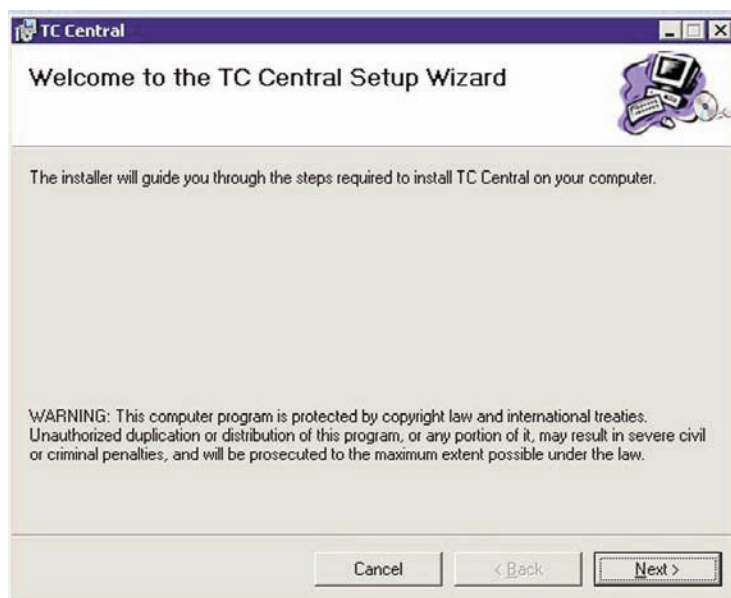 TC Central
Welcome to the TC Central Setup Wizard
The installer will guide you through the steps required to install TC Central on your computer.
WARNING: This computer program is protected by copyright law and international treaties.
Unauthorized duplication or distribution of this program, or any portion of it, may result in severe civil
or criminal penalties, and will be prosecuted to the maximum extent possible under the law.
Cancel < Back Next >